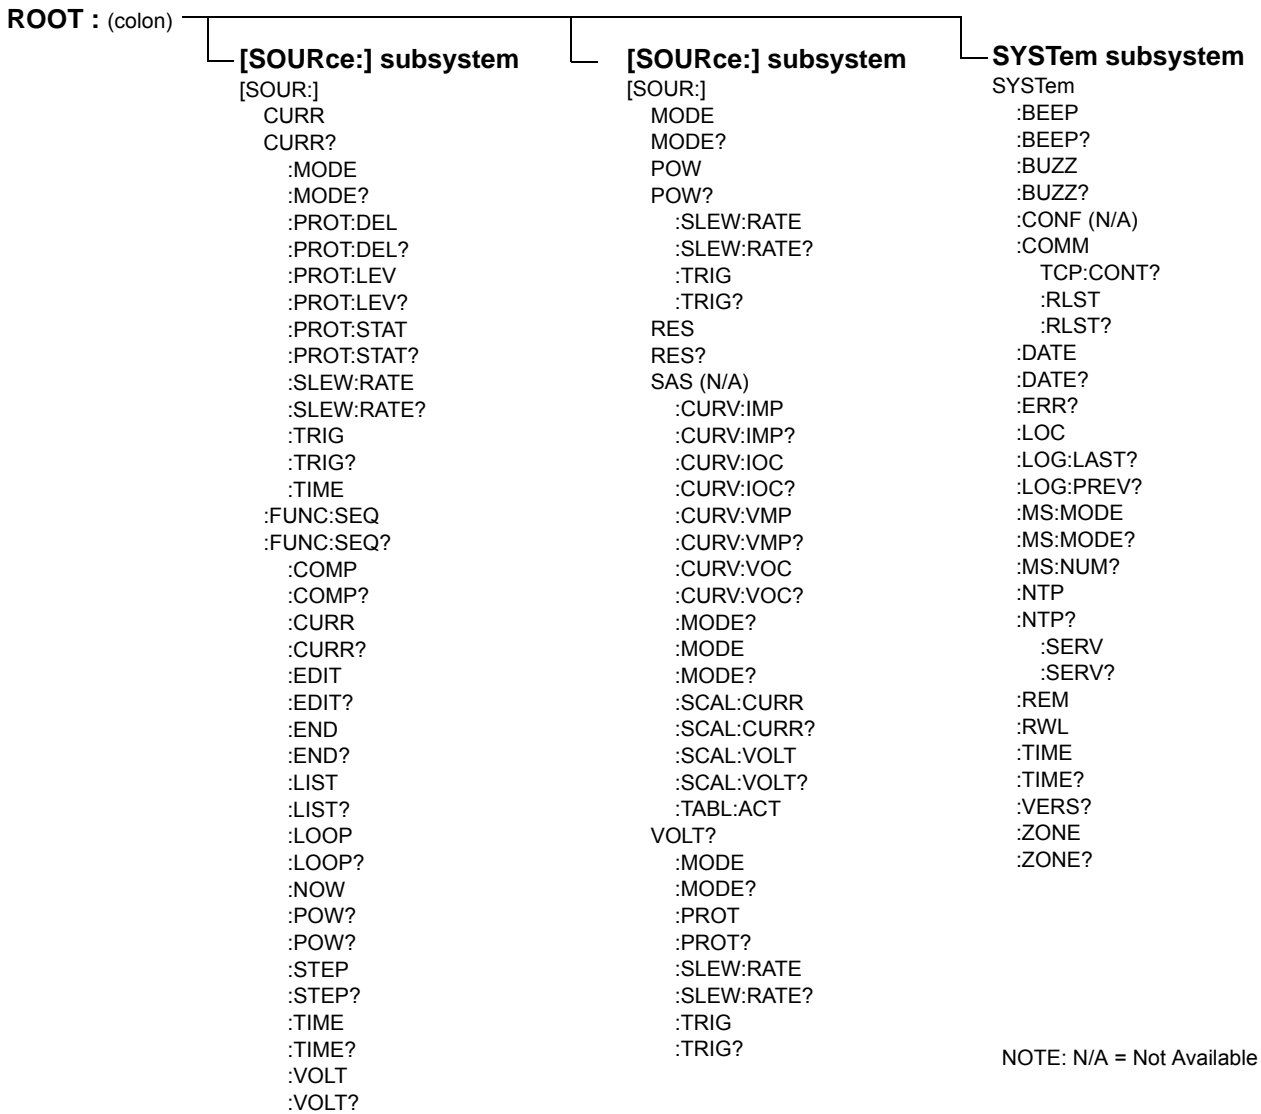 ROOT : (colon)
[SOURce:] subsystem
[SOUR:]
CURR
CURR?
:MODE
:MODE?
:PROT:DEL
:PROT:DEL?
:PROT:LEV
:PROT:LEV?
:PROT:STAT
:PROT:STAT?
:SLEW:RATE
:SLEW:RATE?
:TRIG
:TRIG?
:TIME
:FUNC:SEQ
:FUNC:SEQ?
:COMP
:COMP?
:CURR
:CURR?
:EDIT
:EDIT?
:END
:END?
:LIST
:LIST?
:LOOP
:LOOP?
:NOW
:POW?
:POW?
:STEP
:STEP?
:TIME
:TIME?
:VOLT
:VOLT?
[SOURce:] subsystem
[SOUR:]
MODE
MODE?
POW
POW?
:SLEW:RATE
:SLEW:RATE?
:TRIG
:TRIG?
RES
RES?
SAS (N/A)
:CURV:IMP
:CURV:IMP?
:CURV:IOC
:CURV:IOC?
:CURV:VMP
:CURV:VMP?
:CURV:VOC
:CURV:VOC?
:MODE?
:MODE
:MODE?
:SCAL:CURR
:SCAL:CURR?
:SCAL:VOLT
:SCAL:VOLT?
:TABL:ACT
VOLT?
:MODE
:MODE?
:PROT
:PROT?
:SLEW:RATE
:SLEW:RATE?
:TRIG
:TRIG?
SYSTem subsystem
SYSTem
:BEEP
:BEEP?
:BUZZ
:BUZZ?
:CONF (N/A)
:COMM
TCP:CONT?
:RLST
:RLST?
:DATE
:DATE?
:ERR?
:LOC
:LOG:LAST?
:LOG:PREV?
:MS:MODE
:MS:MODE?
:MS:NUM?
:NTP
:NTP?
:SERV
:SERV?
:REM
:RWL
:TIME
:TIME?
:VERS?
:ZONE
:ZONE?
NOTE: N/A = Not Available